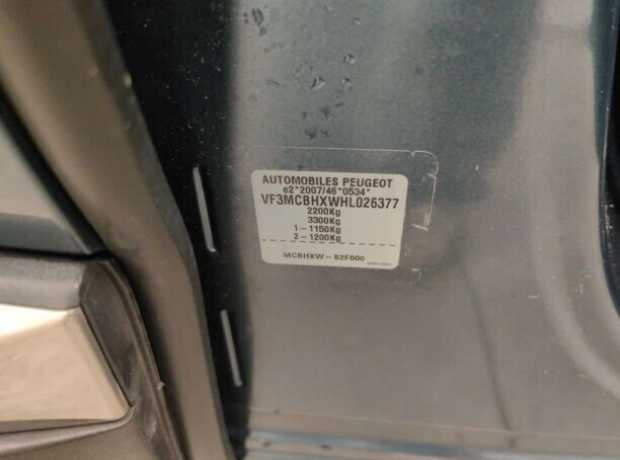 AUTOMOBILES PEUGEOT
e2*2007/46*0534*
VF3MCBHXWHL026377
2200Kg
3300Kg
1-1150Kg
2-1200Kg
MCBHXW-82F000